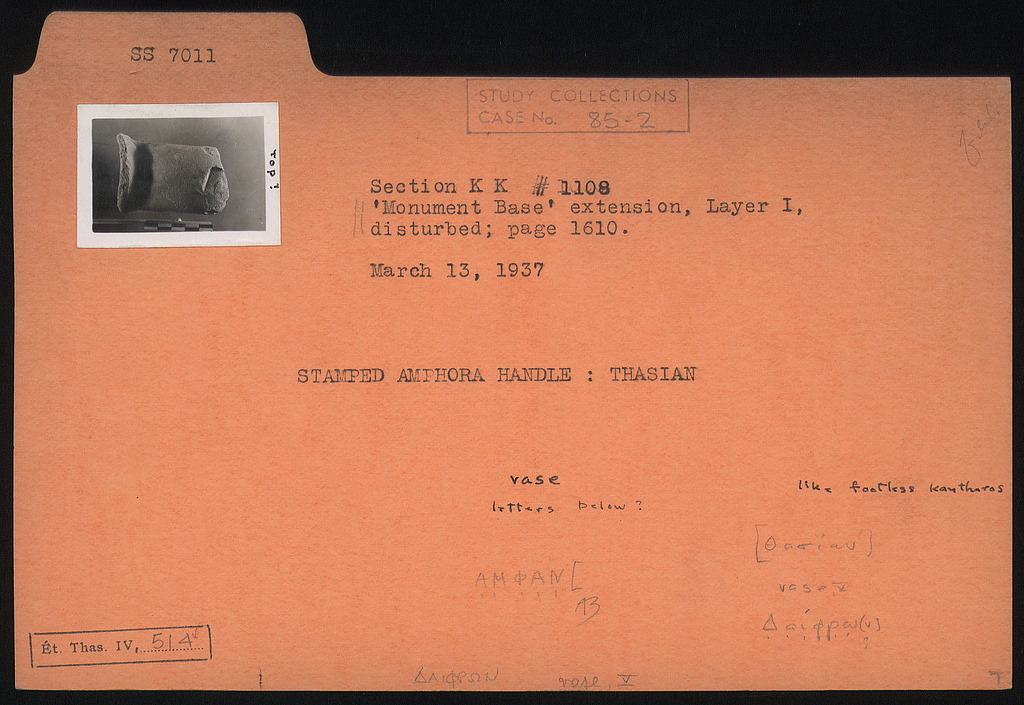 SS 7011
STUDY COLLECTIONS
CASE No. 85-2
top ↓
Section K K # 1108
'Monument Base' extension, Layer I,
disturbed; page 1610.
March 13, 1937
STAMPED AMPHORA HANDLE : THASIAN
vase
letters below?
like footless kantharos
[Θασίαν]
ΑΜΦΑΝ[
vase
Δαίφρω(ν)
?
Ét. Thas. IV, 514
ΔΑΙΦΡΩΝ vase